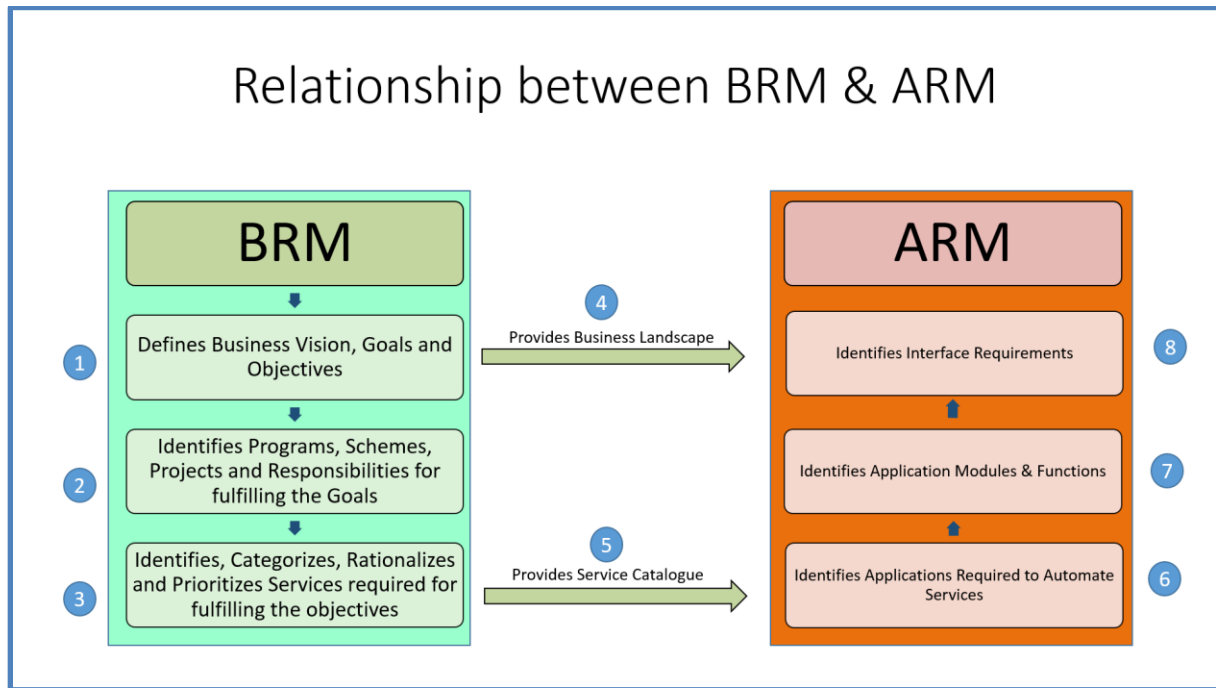 Relationship between BRM & ARM
BRM
1
Defines Business Vision, Goals and
Objectives
2
Identifies Programs, Schemes,
Projects and Responsibilities for
fulfilling the Goals
3
Identifies, Categorizes, Rationalizes
and Prioritizes Services required for
fulfilling the objectives
4
Provides Business Landscape
5
Provides Service Catalogue
ARM
Identifies Interface Requirements
8
Identifies Application Modules & Functions
7
Identifies Applications Required to Automate
Services
6